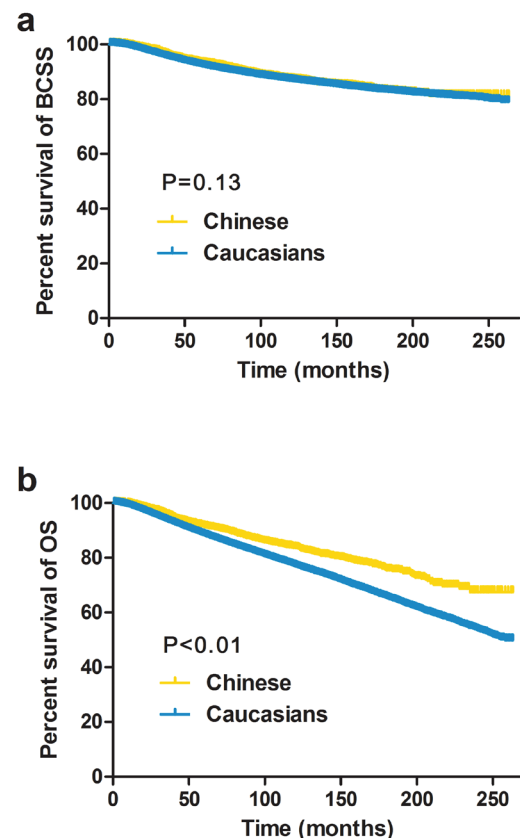 a
Percent survival of BCSS
100
80
60
40
20
0
P=0.13
Chinese
Caucasians
0 50 100 150 200 250
Time (months)
b
Percent survival of OS
100
80
60
40
20
0
P<0.01
Chinese
Caucasians
0 50 100 150 200 250
Time (months)